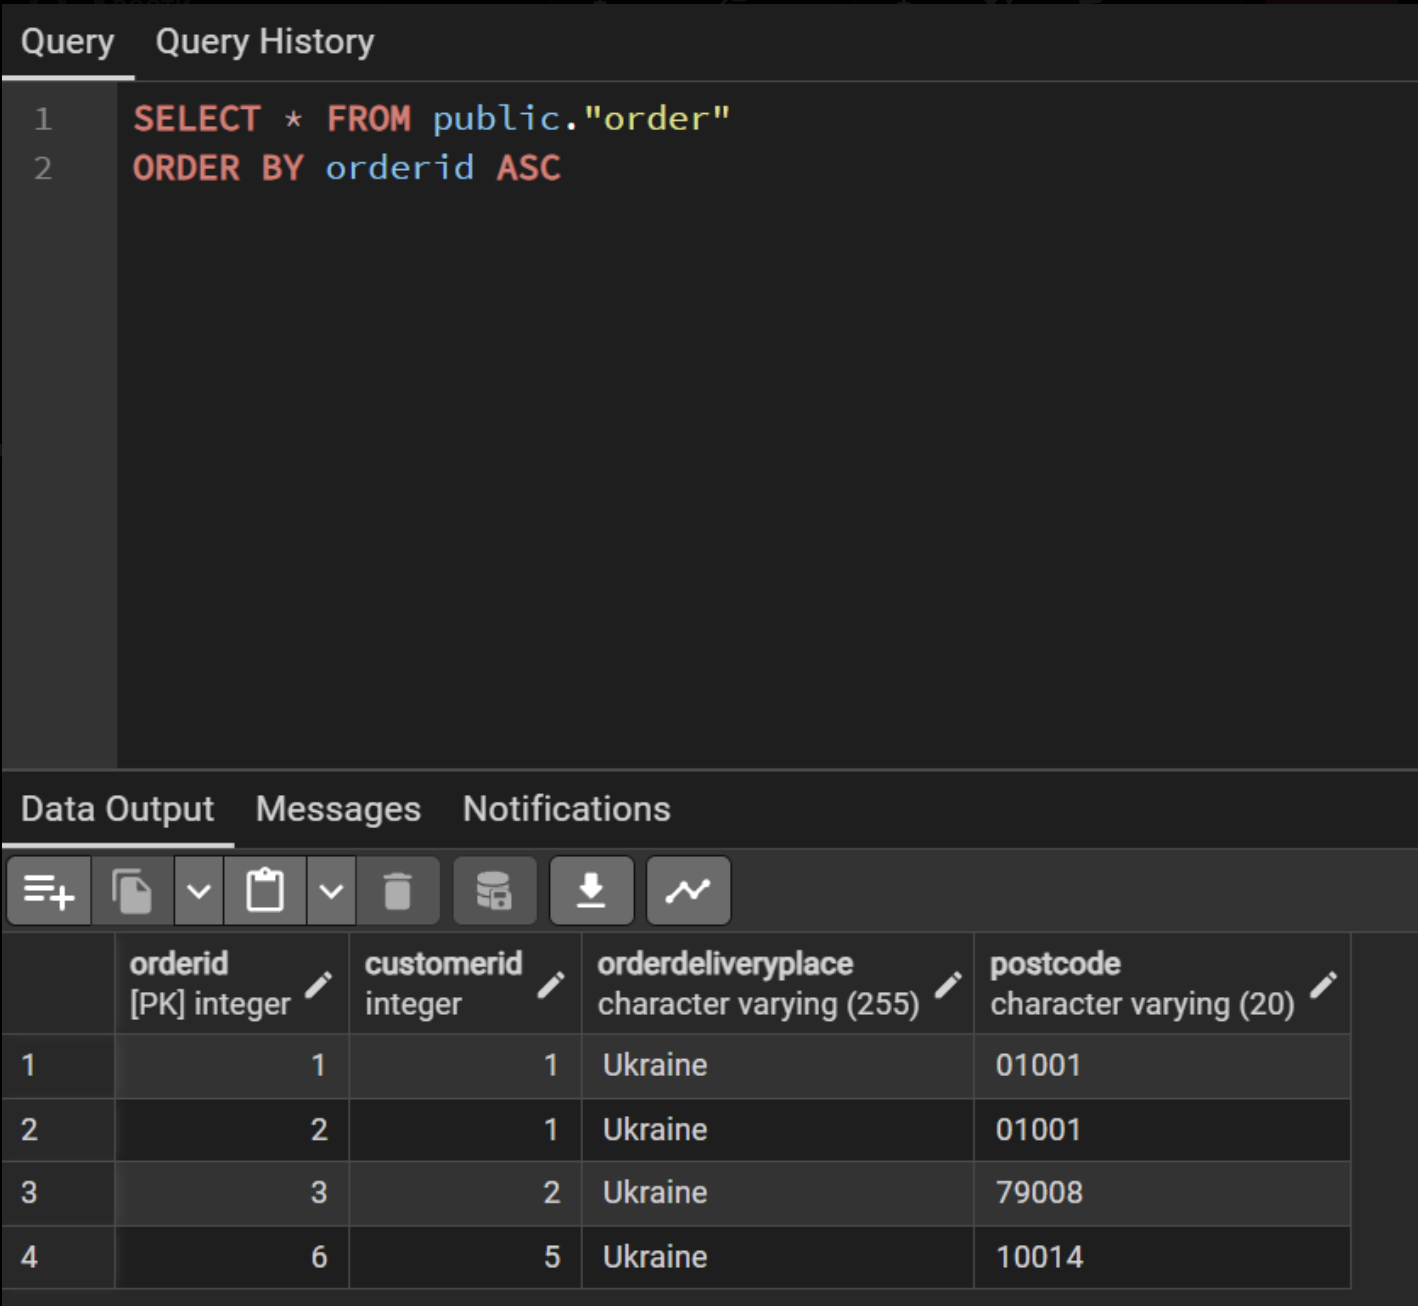 Query Query History
1 SELECT * FROM public."order"
2 ORDER BY orderid ASC
Data Output Messages Notifications
orderid customerid orderdeliveryplace postcode
[PK] integer integer character varying (255) character varying (20)
1 1 1 Ukraine 01001
2 2 1 Ukraine 01001
3 3 2 Ukraine 79008
4 6 5 Ukraine 10014